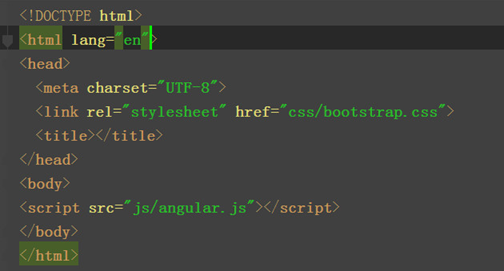 <!DOCTYPE html>
<html lang="en">
<head>
<meta charset="UTF-8">
<link rel="stylesheet" href="css/bootstrap.css">
<title></title>
</head>
<body>
<script src="js/angular.js"></script>
</body>
</html>